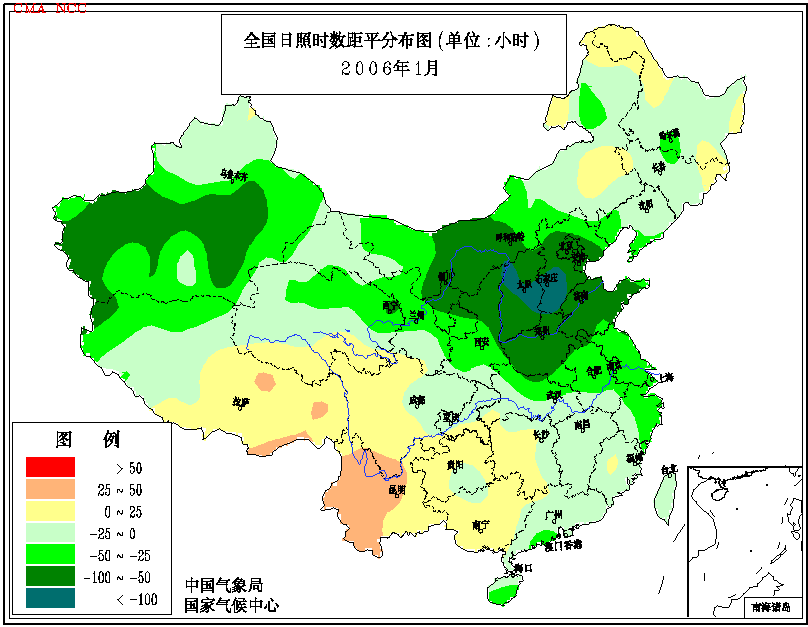 CMA NCC
全国日照时数距平分布图(单位:小时)
2006年1月
哈尔滨
长春
沈阳
乌鲁木齐
呼和浩特
北京
天津
银川
太原
石家庄
济南
西宁
兰州
郑州
西安
合肥
南京
上海
拉萨
成都
武汉
重庆
南昌
长沙
贵阳
福州
台北
昆明
广州
南宁
澳门 香港
海口
图 例
> 50
25 ~ 50
0 ~ 25
-25 ~ 0
-50 ~ -25
-100 ~ -50
< -100
中国气象局
国家气候中心
南海诸岛